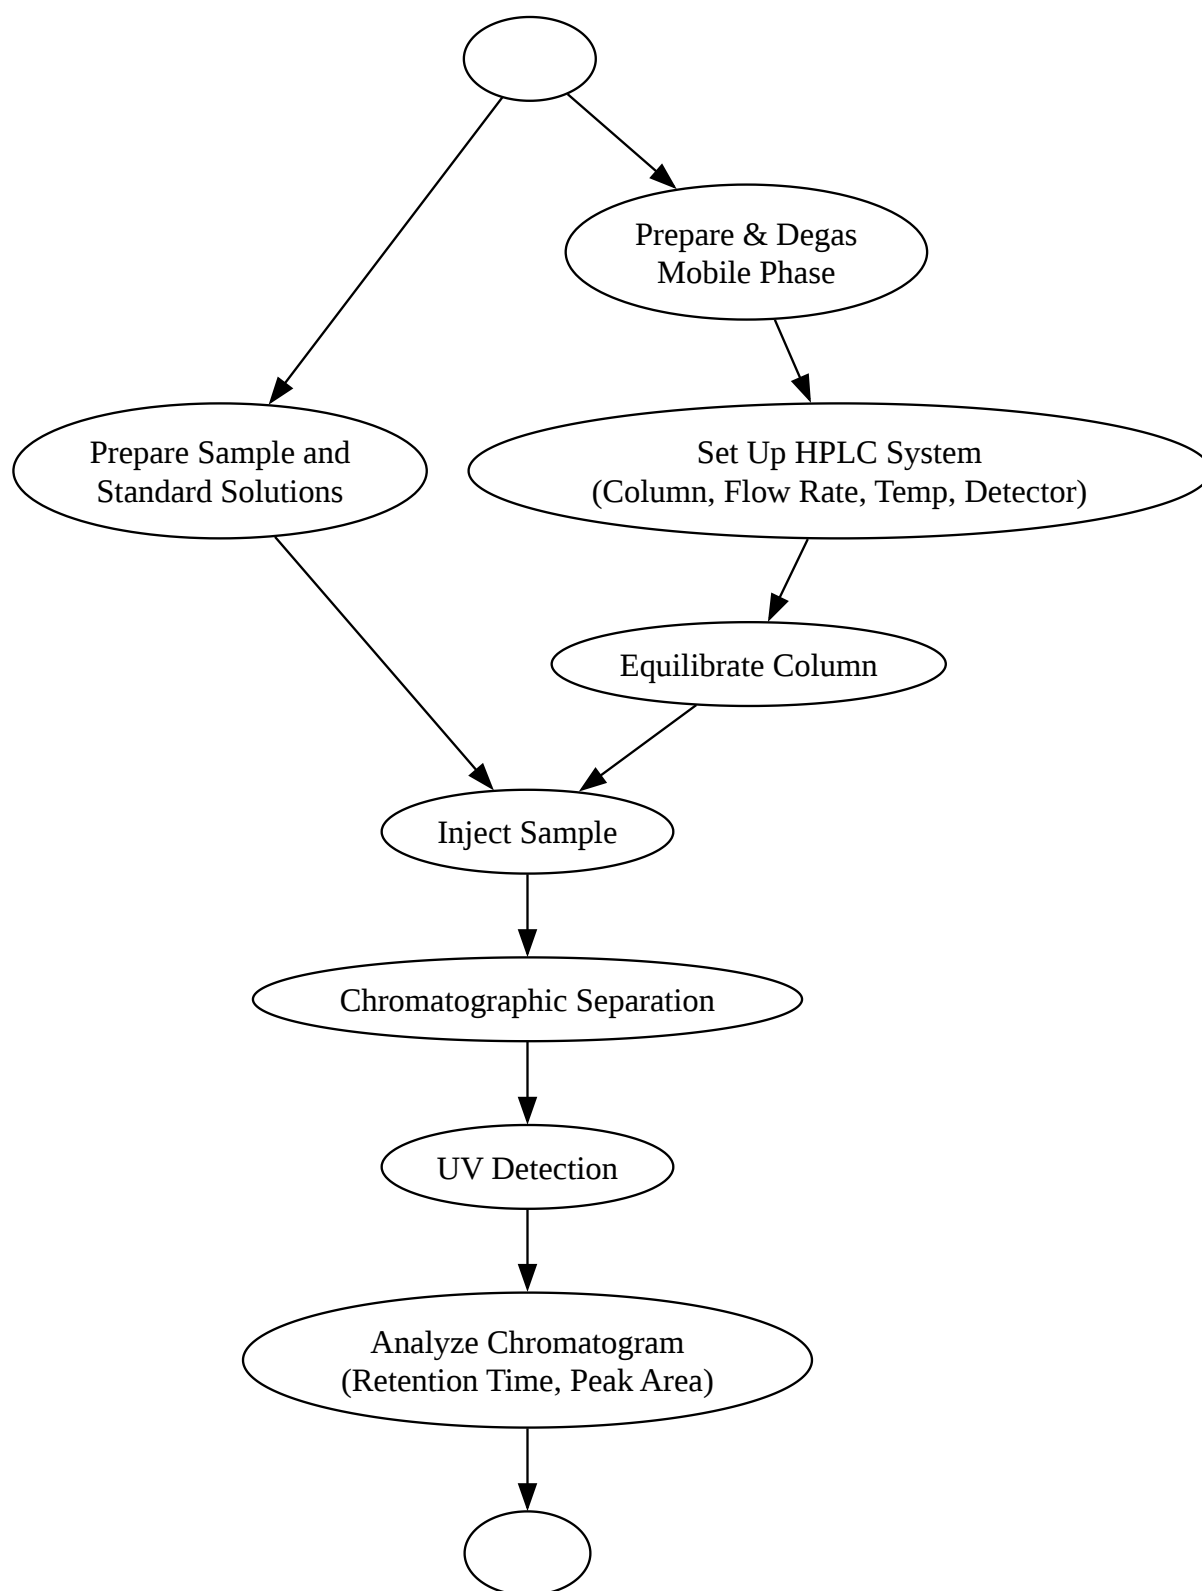 Prepare & Degas
Mobile Phase
Prepare Sample and
Standard Solutions
Set Up HPLC System
(Column, Flow Rate, Temp, Detector)
Equilibrate Column
Inject Sample
Chromatographic Separation
UV Detection
Analyze Chromatogram
(Retention Time, Peak Area)